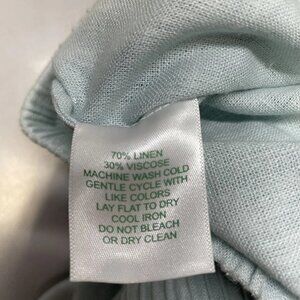 70% LINEN
30% VISCOSE
MACHINE WASH COLD
GENTLE CYCLE WITH
LIKE COLORS
LAY FLAT TO DRY
COOL IRON
DO NOT BLEACH
OR DRY CLEAN